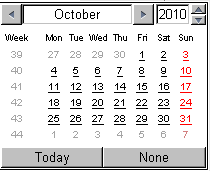 October 2010
Week Mon Tue Wed Thu Fri Sat Sun
39 27 28 29 30 1 2 3
40 4 5 6 7 8 9 10
41 11 12 13 14 15 16 17
42 18 19 20 21 22 23 24
43 25 26 27 28 29 30 31
44 1 2 3 4 5 6 7
Today None